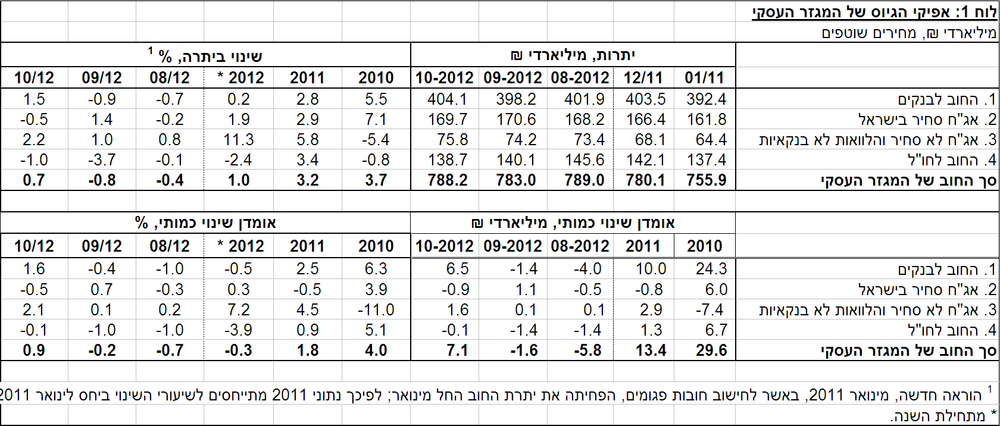 לוח 1: אפיקי הגיוס של המגזר העסקי
מיליארדי ₪, מחירים שוטפים
יתרות, מיליארדי ₪ שינוי ביתרה, % ¹
01/11 12/11 08-2012 09-2012 10-2012 2010 2011 2012 * 08/12 09/12 10/12
1. החוב לבנקים 392.4 403.5 401.9 398.2 404.1 5.5 2.8 0.2 -0.7 -0.9 1.5
2. אג"ח סחיר בישראל 161.8 166.4 168.2 170.6 169.7 7.1 2.9 1.9 -0.2 1.4 -0.5
3. אג"ח לא סחיר והלוואות לא בנקאיות 64.4 68.1 73.4 74.2 75.8 -5.4 5.8 11.3 0.8 1.0 2.2
4. החוב לחו"ל 137.4 142.1 145.6 140.1 138.7 -0.8 3.4 -2.4 -0.1 -3.7 -1.0
סך החוב של המגזר העסקי 755.9 780.1 789.0 783.0 788.2 3.7 3.2 1.0 -0.4 -0.8 0.7
אומדן שינוי כמותי, מיליארדי ₪ אומדן שינוי כמותי, %
2010 2011 08-2012 09-2012 10-2012 2010 2011 2012 * 08/12 09/12 10/12
1. החוב לבנקים 24.3 10.0 -4.0 -1.4 6.5 6.3 2.5 -0.5 -1.0 -0.4 1.6
2. אג"ח סחיר בישראל 6.0 -0.8 -0.5 1.1 -0.9 3.9 -0.5 0.3 -0.3 0.7 -0.5
3. אג"ח לא סחיר והלוואות לא בנקאיות -7.4 2.9 0.1 0.1 1.6 -11.0 4.5 7.2 0.2 0.1 2.1
4. החוב לחו"ל 6.7 1.3 -1.4 -1.4 -0.1 5.1 0.9 -3.9 -1.0 -1.0 -0.1
סך החוב של המגזר העסקי 29.6 13.4 -5.8 -1.6 7.1 4.0 1.8 -0.3 -0.7 -0.2 0.9
¹ הוראה חדשה, מינואר 2011, באשר לחישוב חובות פגומים, הפחיתה את יתרת החוב החל מינואר; לפיכך נתוני 2011 מתייחסים לשיעורי השינוי ביחס לינואר 2011
* מתחילת השנה.